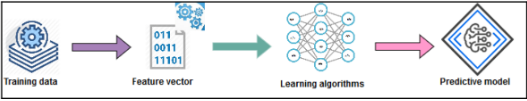 011
0011
11101
Training data
Feature vector
Learning algorithms
Predictive model